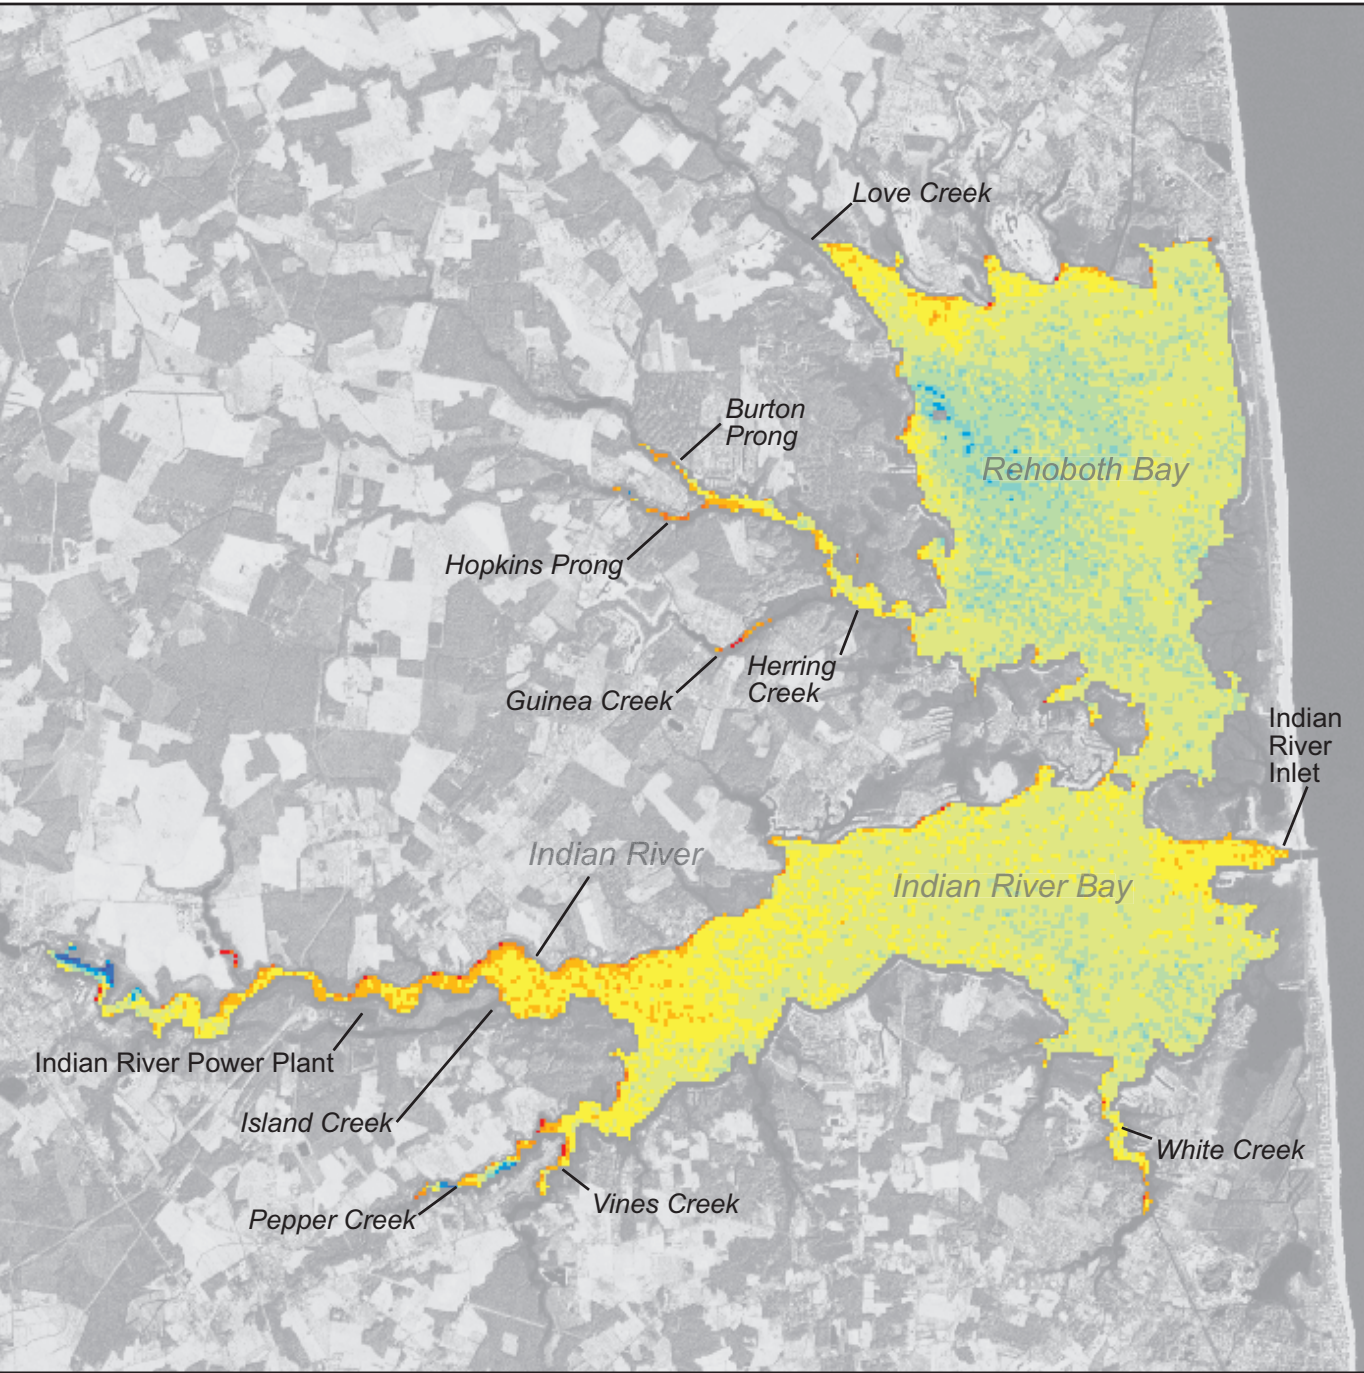 Love Creek
Burton
Prong
Rehoboth Bay
Hopkins Prong
Herring
Creek
Guinea Creek
Indian
River
Inlet
Indian River
Indian River Bay
Indian River Power Plant
Island Creek
White Creek
Vines Creek
Pepper Creek